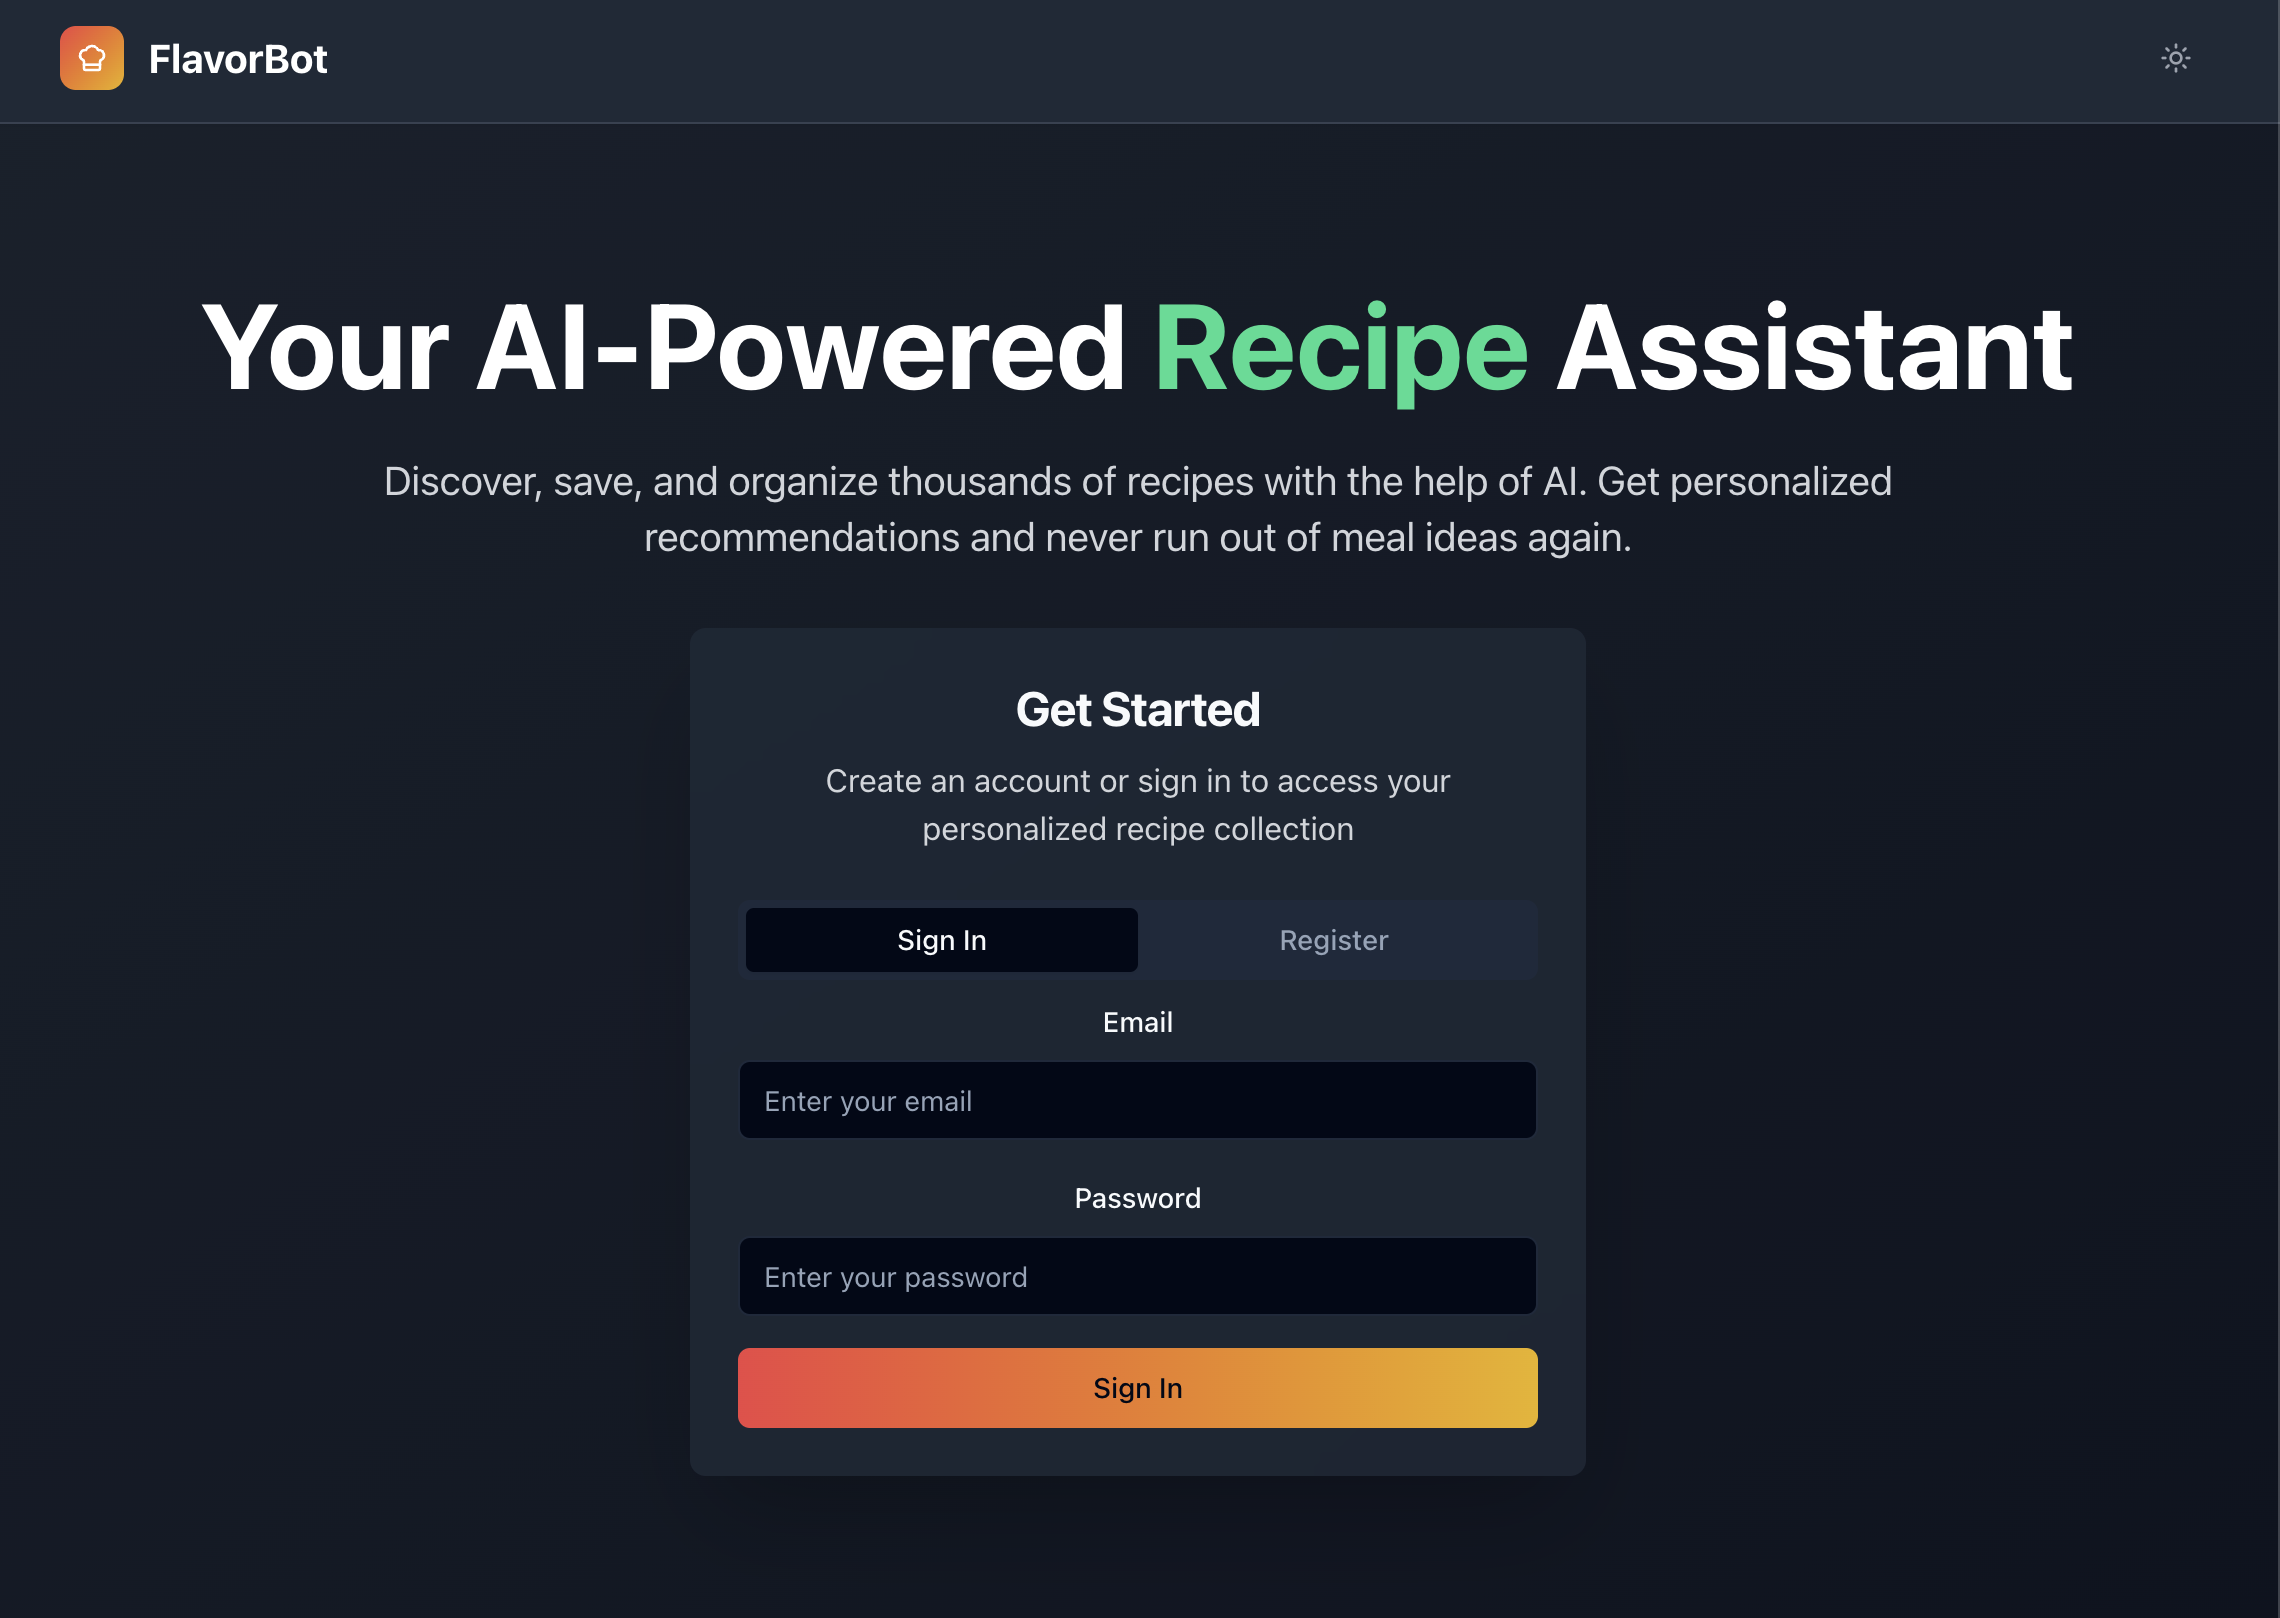 FlavorBot
Your AI-Powered Recipe Assistant
Discover, save, and organize thousands of recipes with the help of AI. Get personalized
recommendations and never run out of meal ideas again.
Get Started
Create an account or sign in to access your
personalized recipe collection
Sign In
Register
Email
Enter your email
Password
Enter your password
Sign In